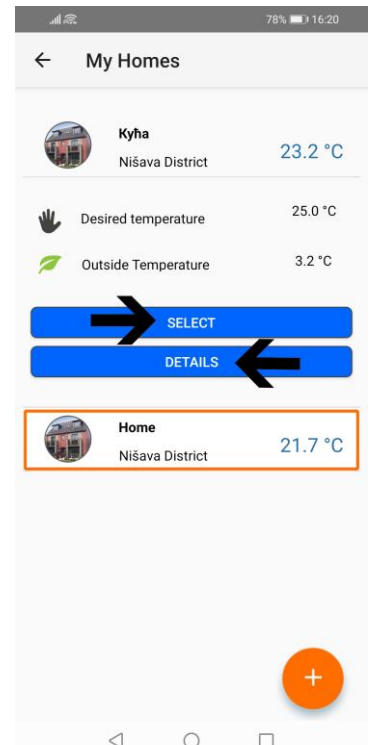 78% 16:20
My Homes
Кућа
Nišava District
23.2 °C
Desired temperature
25.0 °C
Outside Temperature
3.2 °C
SELECT
DETAILS
Home
Nišava District
21.7 °C
+